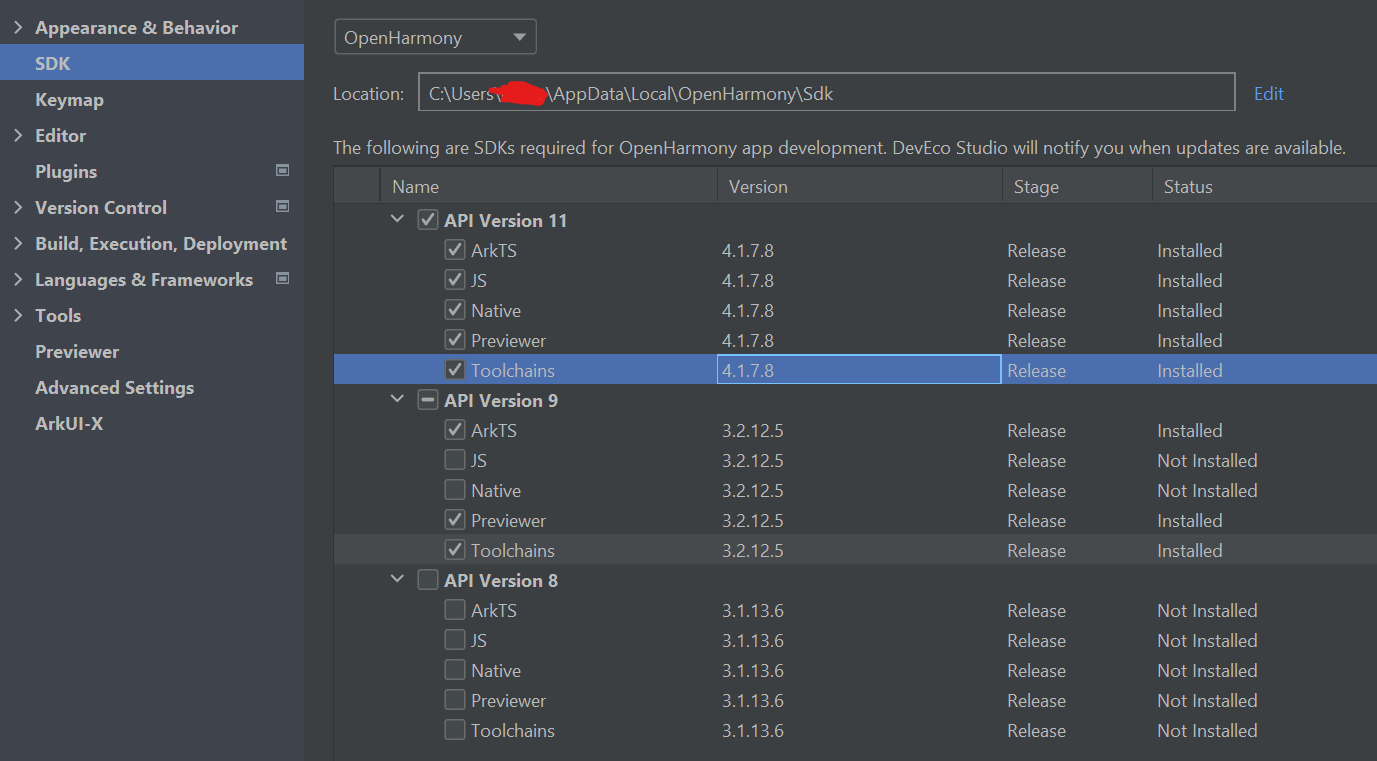 Appearance & Behavior
SDK
Keymap
Editor
Plugins
Version Control
Build, Execution, Deployment
Languages & Frameworks
Tools
Previewer
Advanced Settings
ArkUI-X
OpenHarmony
Location: C:\Users\ \AppData\Local\OpenHarmony\Sdk Edit
The following are SDKs required for OpenHarmony app development. DevEco Studio will notify you when updates are available.
Name Version Stage Status
API Version 11
ArkTS 4.1.7.8 Release Installed
JS 4.1.7.8 Release Installed
Native 4.1.7.8 Release Installed
Previewer 4.1.7.8 Release Installed
Toolchains 4.1.7.8 Release Installed
API Version 9
ArkTS 3.2.12.5 Release Installed
JS 3.2.12.5 Release Not Installed
Native 3.2.12.5 Release Not Installed
Previewer 3.2.12.5 Release Installed
Toolchains 3.2.12.5 Release Installed
API Version 8
ArkTS 3.1.13.6 Release Not Installed
JS 3.1.13.6 Release Not Installed
Native 3.1.13.6 Release Not Installed
Previewer 3.1.13.6 Release Not Installed
Toolchains 3.1.13.6 Release Not Installed